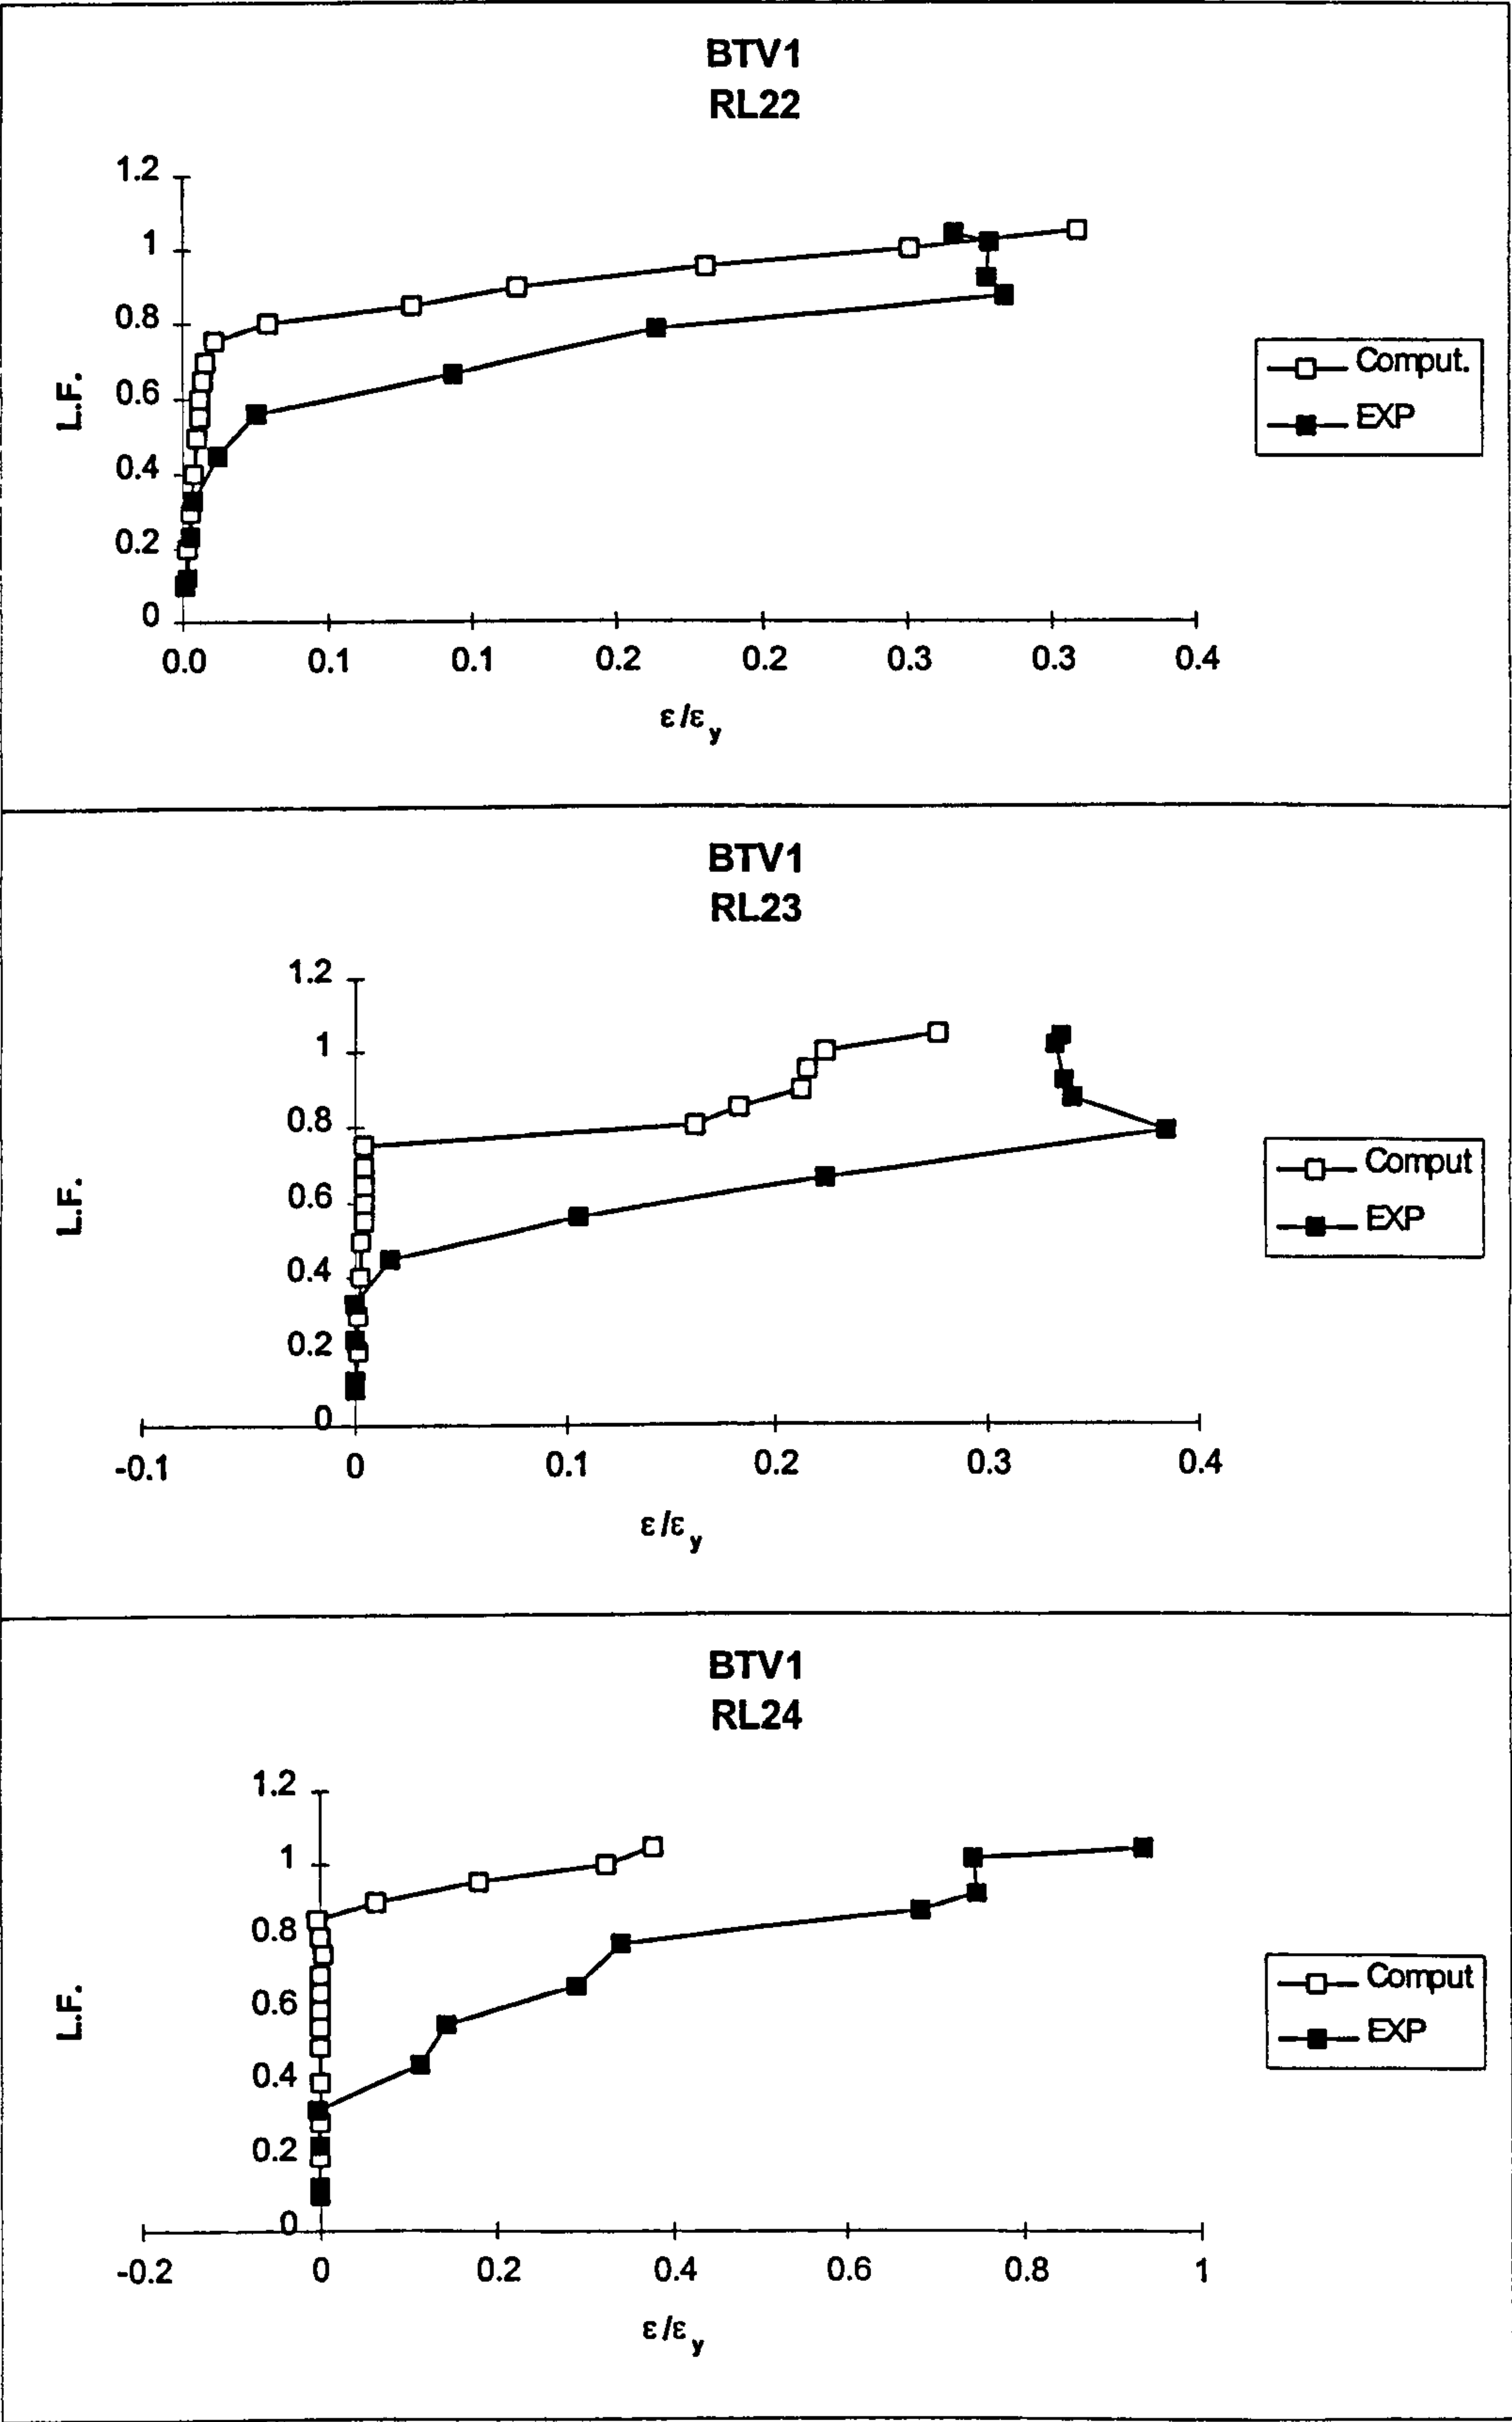 BTV1
RL22
1.2
1
0.8
0.6
0.4
0.2
0
L.F.
0.0 0.1 0.1 0.2 0.2 0.3 0.3 0.4
ε/εy
Comput.
EXP
BTV1
RL23
1.2
1
0.8
0.6
0.4
0.2
0
L.F.
-0.1 0 0.1 0.2 0.3 0.4
ε/εy
Comput
EXP
BTV1
RL24
1.2
1
0.8
0.6
0.4
0.2
0
L.F.
-0.2 0 0.2 0.4 0.6 0.8 1
ε/εy
Comput
EXP